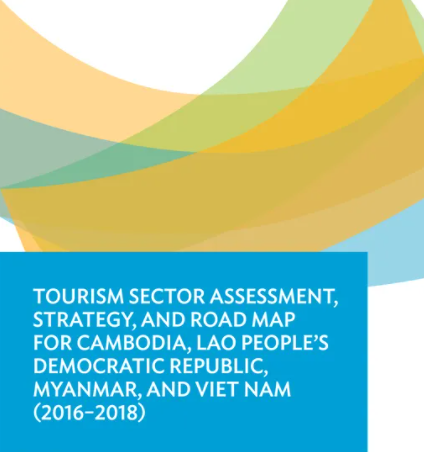 TOURISM SECTOR ASSESSMENT,
STRATEGY, AND ROAD MAP
FOR CAMBODIA, LAO PEOPLE’S
DEMOCRATIC REPUBLIC,
MYANMAR, AND VIET NAM
(2016–2018)